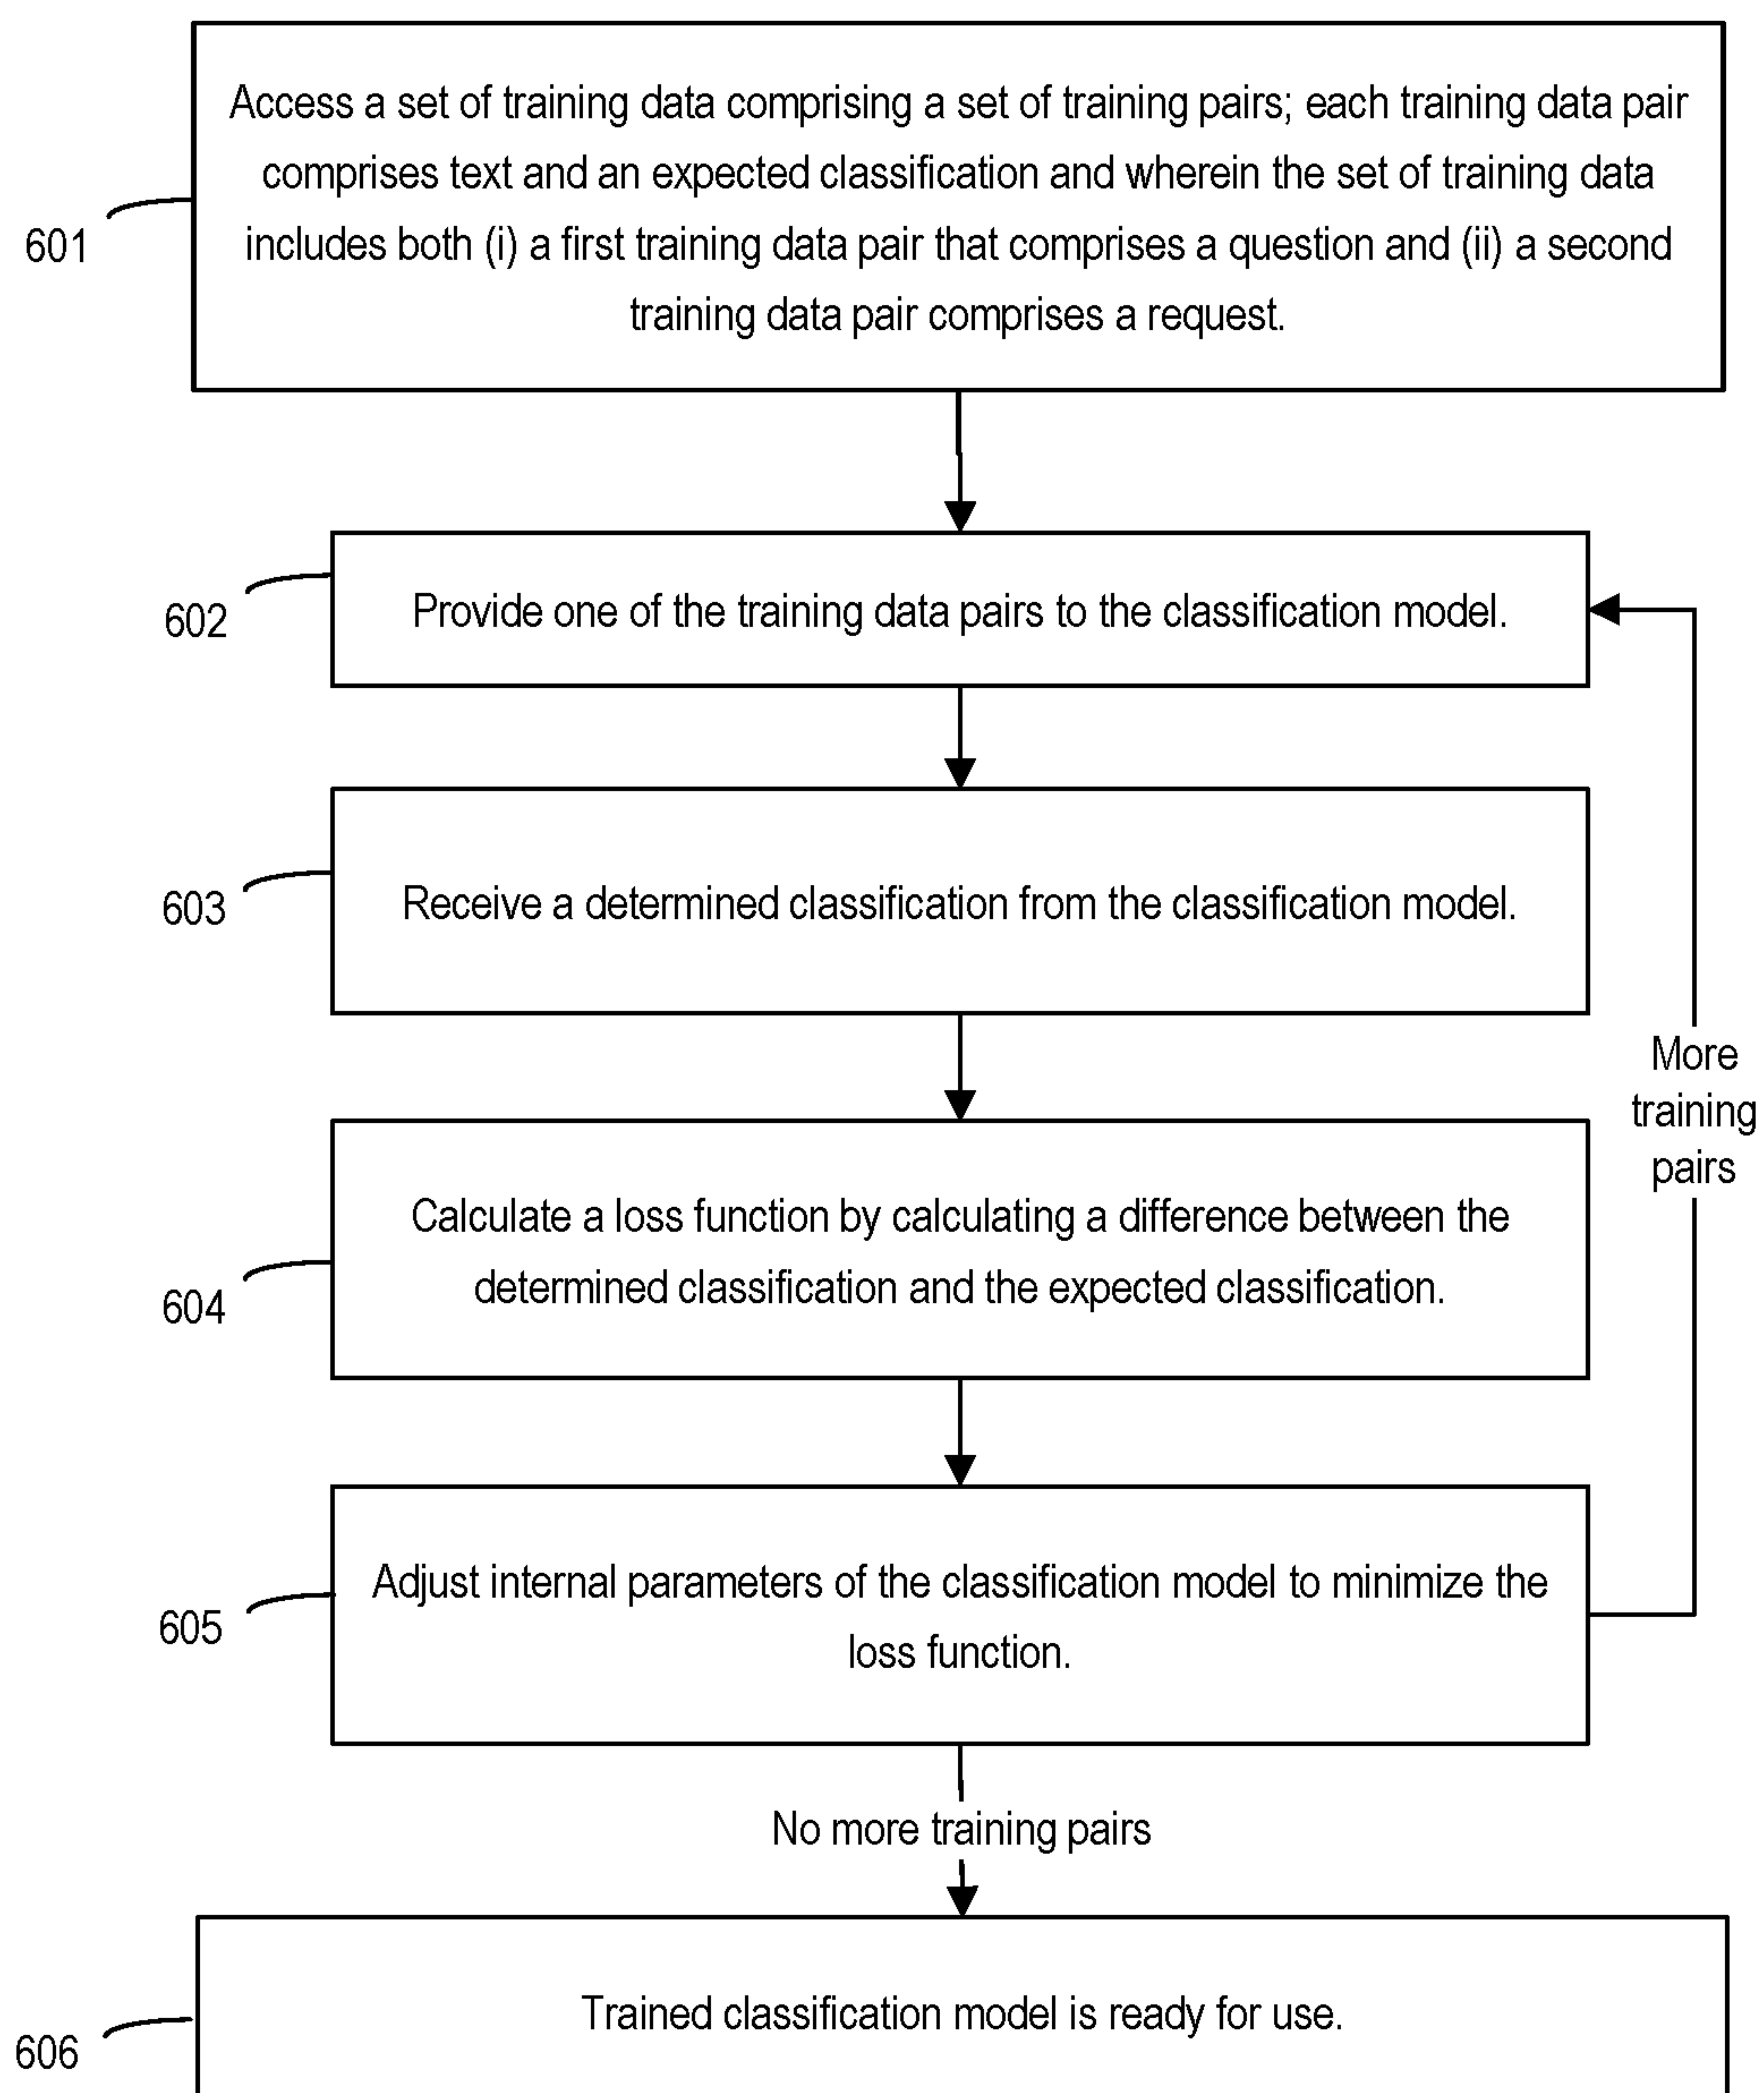 Access a set of training data comprising a set of training pairs; each training data pair
comprises text and an expected classification and wherein the set of training data
includes both (i) a first training data pair that comprises a question and (ii) a second
training data pair comprises a request.
601
Provide one of the training data pairs to the classification model.
602
Receive a determined classification from the classification model.
603
More
training
pairs
Calculate a loss function by calculating a difference between the
determined classification and the expected classification.
604
Adjust internal parameters of the classification model to minimize the
loss function.
605
No more training pairs
Trained classification model is ready for use.
606